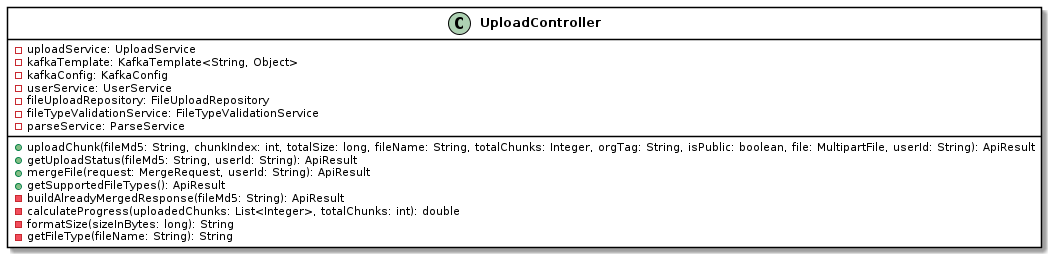 C UploadController
uploadService: UploadService
kafkaTemplate: KafkaTemplate<String, Object>
kafkaConfig: KafkaConfig
userService: UserService
fileUploadRepository: FileUploadRepository
fileTypeValidationService: FileTypeValidationService
parseService: ParseService
uploadChunk(fileMd5: String, chunkIndex: int, totalSize: long, fileName: String, totalChunks: Integer, orgTag: String, isPublic: boolean, file: MultipartFile, userId: String): ApiResult
getUploadStatus(fileMd5: String, userId: String): ApiResult
mergeFile(request: MergeRequest, userId: String): ApiResult
getSupportedFileTypes(): ApiResult
buildAlreadyMergedResponse(fileMd5: String): ApiResult
calculateProgress(uploadedChunks: List<Integer>, totalChunks: int): double
formatSize(sizeInBytes: long): String
getFileType(fileName: String): String